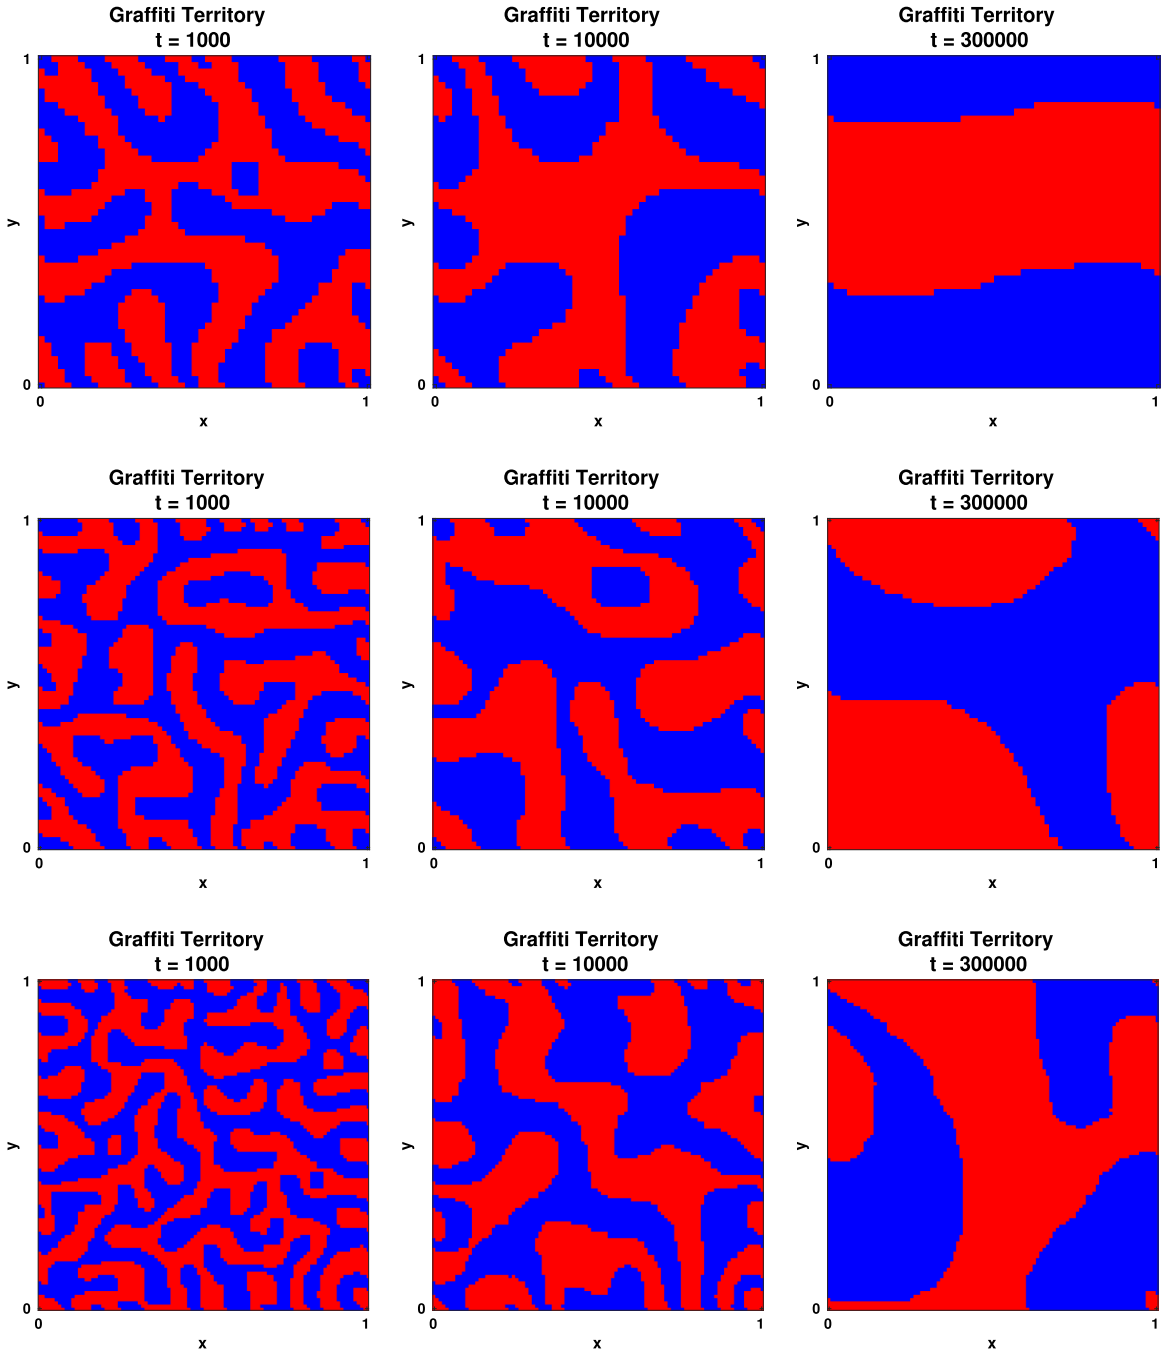 Graffiti Territory
t = 1000
1
y
0
0
1
x
Graffiti Territory
t = 10000
1
y
0
0
1
x
Graffiti Territory
t = 300000
1
y
0
0
1
x
Graffiti Territory
t = 1000
1
y
0
0
1
x
Graffiti Territory
t = 10000
1
y
0
0
1
x
Graffiti Territory
t = 300000
1
y
0
0
1
x
Graffiti Territory
t = 1000
1
y
0
0
1
x
Graffiti Territory
t = 10000
1
y
0
0
1
x
Graffiti Territory
t = 300000
1
y
0
0
1
x